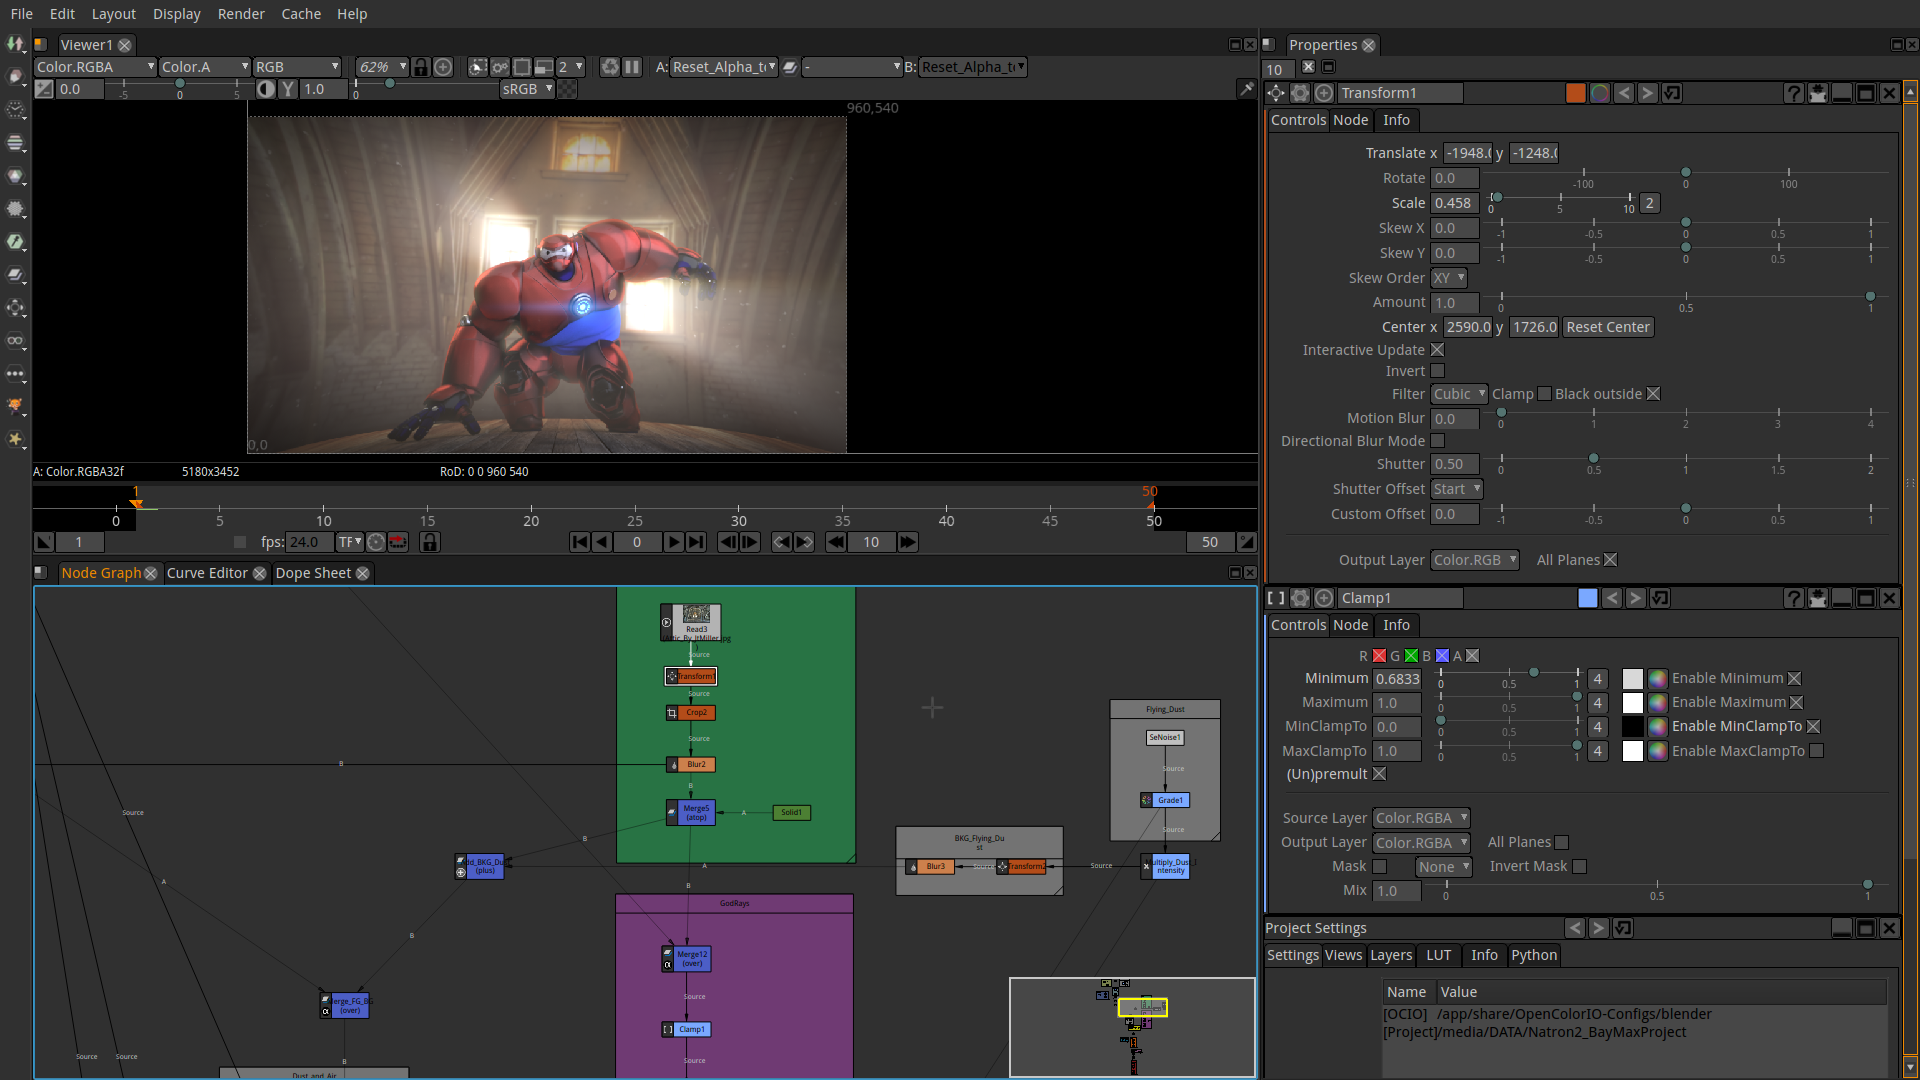 File Edit Layout Display Render Cache Help
Viewer1
Color.RGBA Color.A RGB 62% 2 A: Reset_Alpha_t - B: Reset_Alpha_t
0.0 -5 0 5 Y 1.0 0 sRGB
960,540
0,0
A: Color.RGBA32f 5180x3452 RoD: 0 0 960 540
1 50
0 5 10 15 20 25 30 35 40 45 50
1 fps: 24.0 TF 0 10 50
Node Graph Curve Editor Dope Sheet
Read3
Source
Transform1
Source
Crop2
Source
Blur2
B
B
Merge5
(atop)
A
Solid1
Flying_Dust
SeNoise1
Source
Grade1
Source
Source
BKG_Flying_Du
st
Blur3
Source
Transform2
Source
Multiply_Dust_I
ntensity
B
A
Add_BKG_Dust
(plus)
A
B
B
GodRays
Merge12
(over)
Source
Clamp1
Source
Merge_FG_BG
(over)
Source
Source
B
Dust_and_Air
Properties
10
Transform1
Controls Node Info
Translate x -1948.0 y -1248.0
Rotate 0.0 -100 0 100
Scale 0.458 0 5 10 2
Skew X 0.0 -1 -0.5 0 0.5 1
Skew Y 0.0 -1 -0.5 0 0.5 1
Skew Order XY
Amount 1.0 0 0.5 1
Center x 2590.0 y 1726.0 Reset Center
Interactive Update
Invert
Filter Cubic Clamp Black outside
Motion Blur 0.0 0 1 2 3 4
Directional Blur Mode
Shutter 0.50 0 0.5 1 1.5 2
Shutter Offset Start
Custom Offset 0.0 -1 -0.5 0 0.5 1
Output Layer Color.RGB All Planes
Clamp1
Controls Node Info
R G B A
Minimum 0.6833 0 0.5 1 4 Enable Minimum
Maximum 1.0 0 0.5 1 4 Enable Maximum
MinClampTo 0.0 0 0.5 1 4 Enable MinClampTo
MaxClampTo 1.0 0 0.5 1 4 Enable MaxClampTo
(Un)premult
Source Layer Color.RGBA
Output Layer Color.RGBA All Planes
Mask None Invert Mask
Mix 1.0 0 0.5 1
Project Settings
Settings Views Layers LUT Info Python
Name Value
[OCIO] /app/share/OpenColorIO-Configs/blender
[Project] /media/DATA/Natron2_BayMaxProject